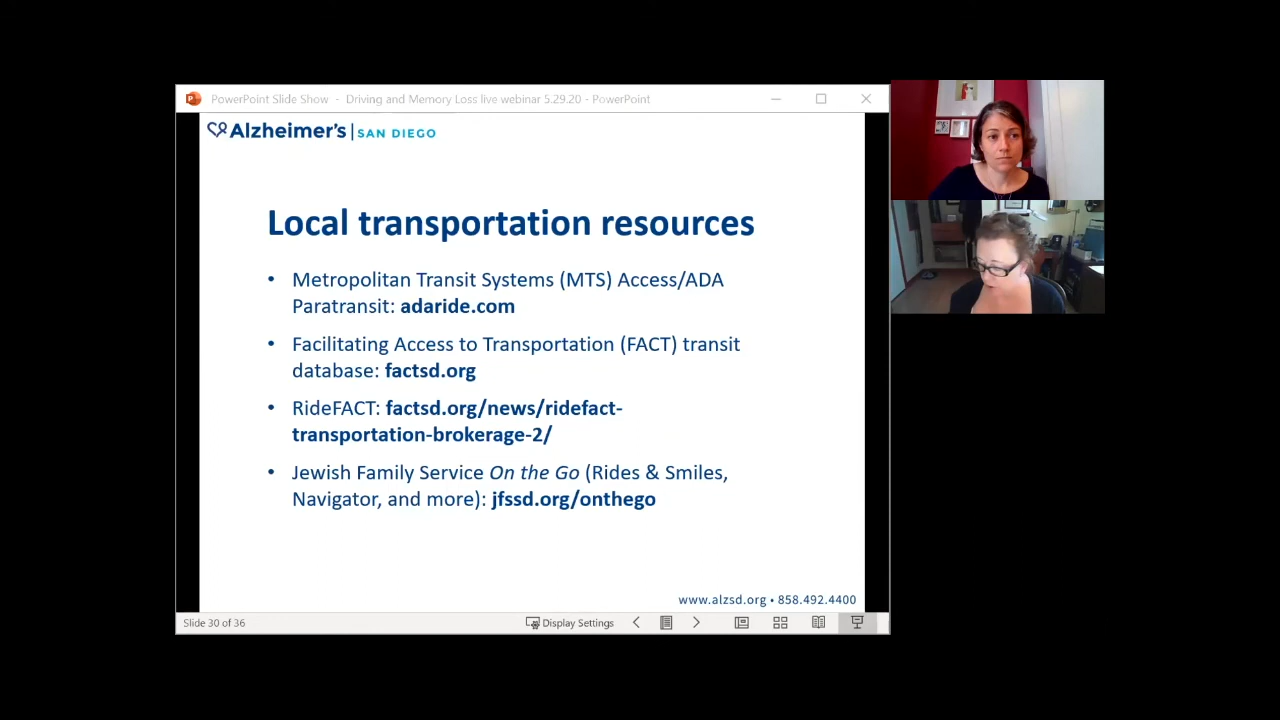 PowerPoint Slide Show - Driving and Memory Loss live webinar 5.29.20 - PowerPoint
Alzheimer's | SAN DIEGO
Local transportation resources
• Metropolitan Transit Systems (MTS) Access/ADA
Paratransit: adaride.com
• Facilitating Access to Transportation (FACT) transit
database: factsd.org
• RideFACT: factsd.org/news/ridefact-
transportation-brokerage-2/
• Jewish Family Service On the Go (Rides & Smiles,
Navigator, and more): jfssd.org/onthego
www.alzsd.org • 858.492.4400
Slide 30 of 36
Display Settings